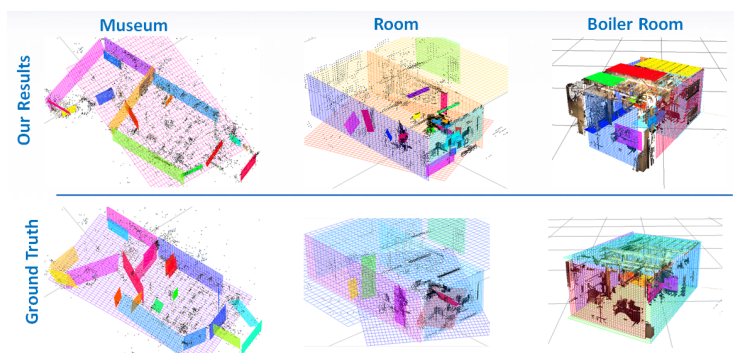 Museum
Room
Boiler Room
Our Results
Ground Truth